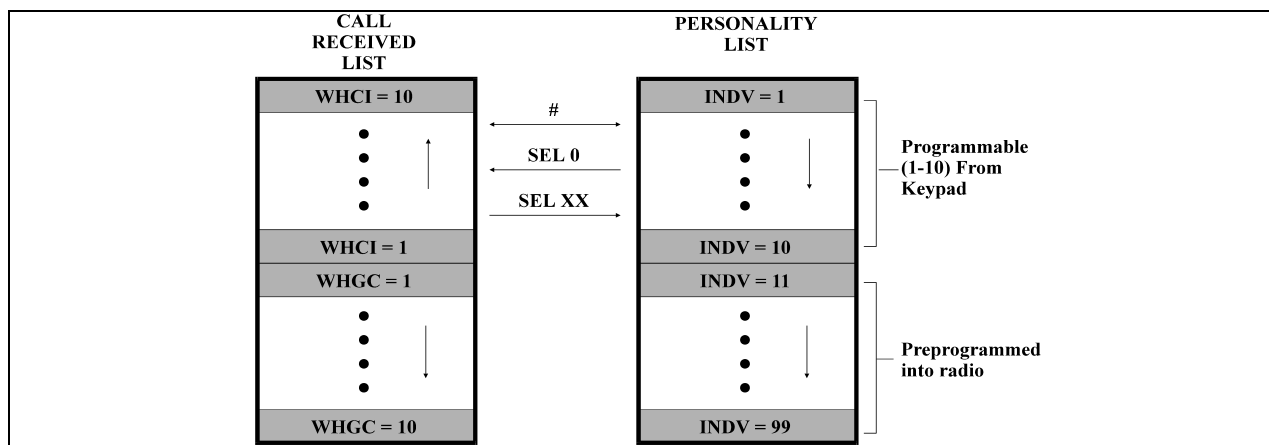 CALL
RECEIVED
LIST
WHCI = 10
WHCI = 1
WHGC = 1
WHGC = 10
#
SEL 0
SEL XX
PERSONALITY
LIST
INDV = 1
INDV = 10
INDV = 11
INDV = 99
Programmable
(1-10) From
Keypad
Preprogrammed
into radio